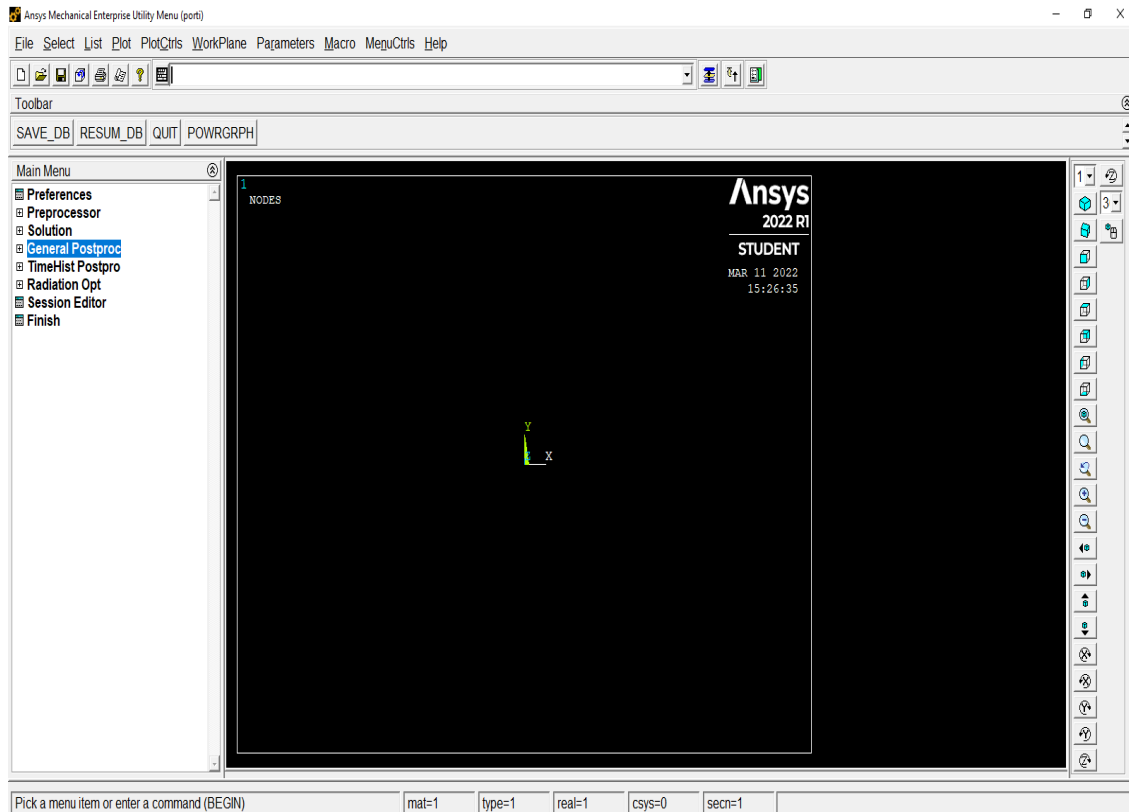 Ansys Mechanical Enterprise Utility Menu (porti)
File Select List Plot PlotCtrls WorkPlane Parameters Macro MenuCtrls Help
Toolbar
SAVE_DB RESUM_DB QUIT POWRGRPH
Main Menu
Preferences
Preprocessor
Solution
General Postproc
TimeHist Postpro
Radiation Opt
Session Editor
Finish
1
NODES
Ansys
2022 R1
STUDENT
MAR 11 2022
15:26:35
Y
X
1
3
Pick a menu item or enter a command (BEGIN) mat=1 type=1 real=1 csys=0 secn=1